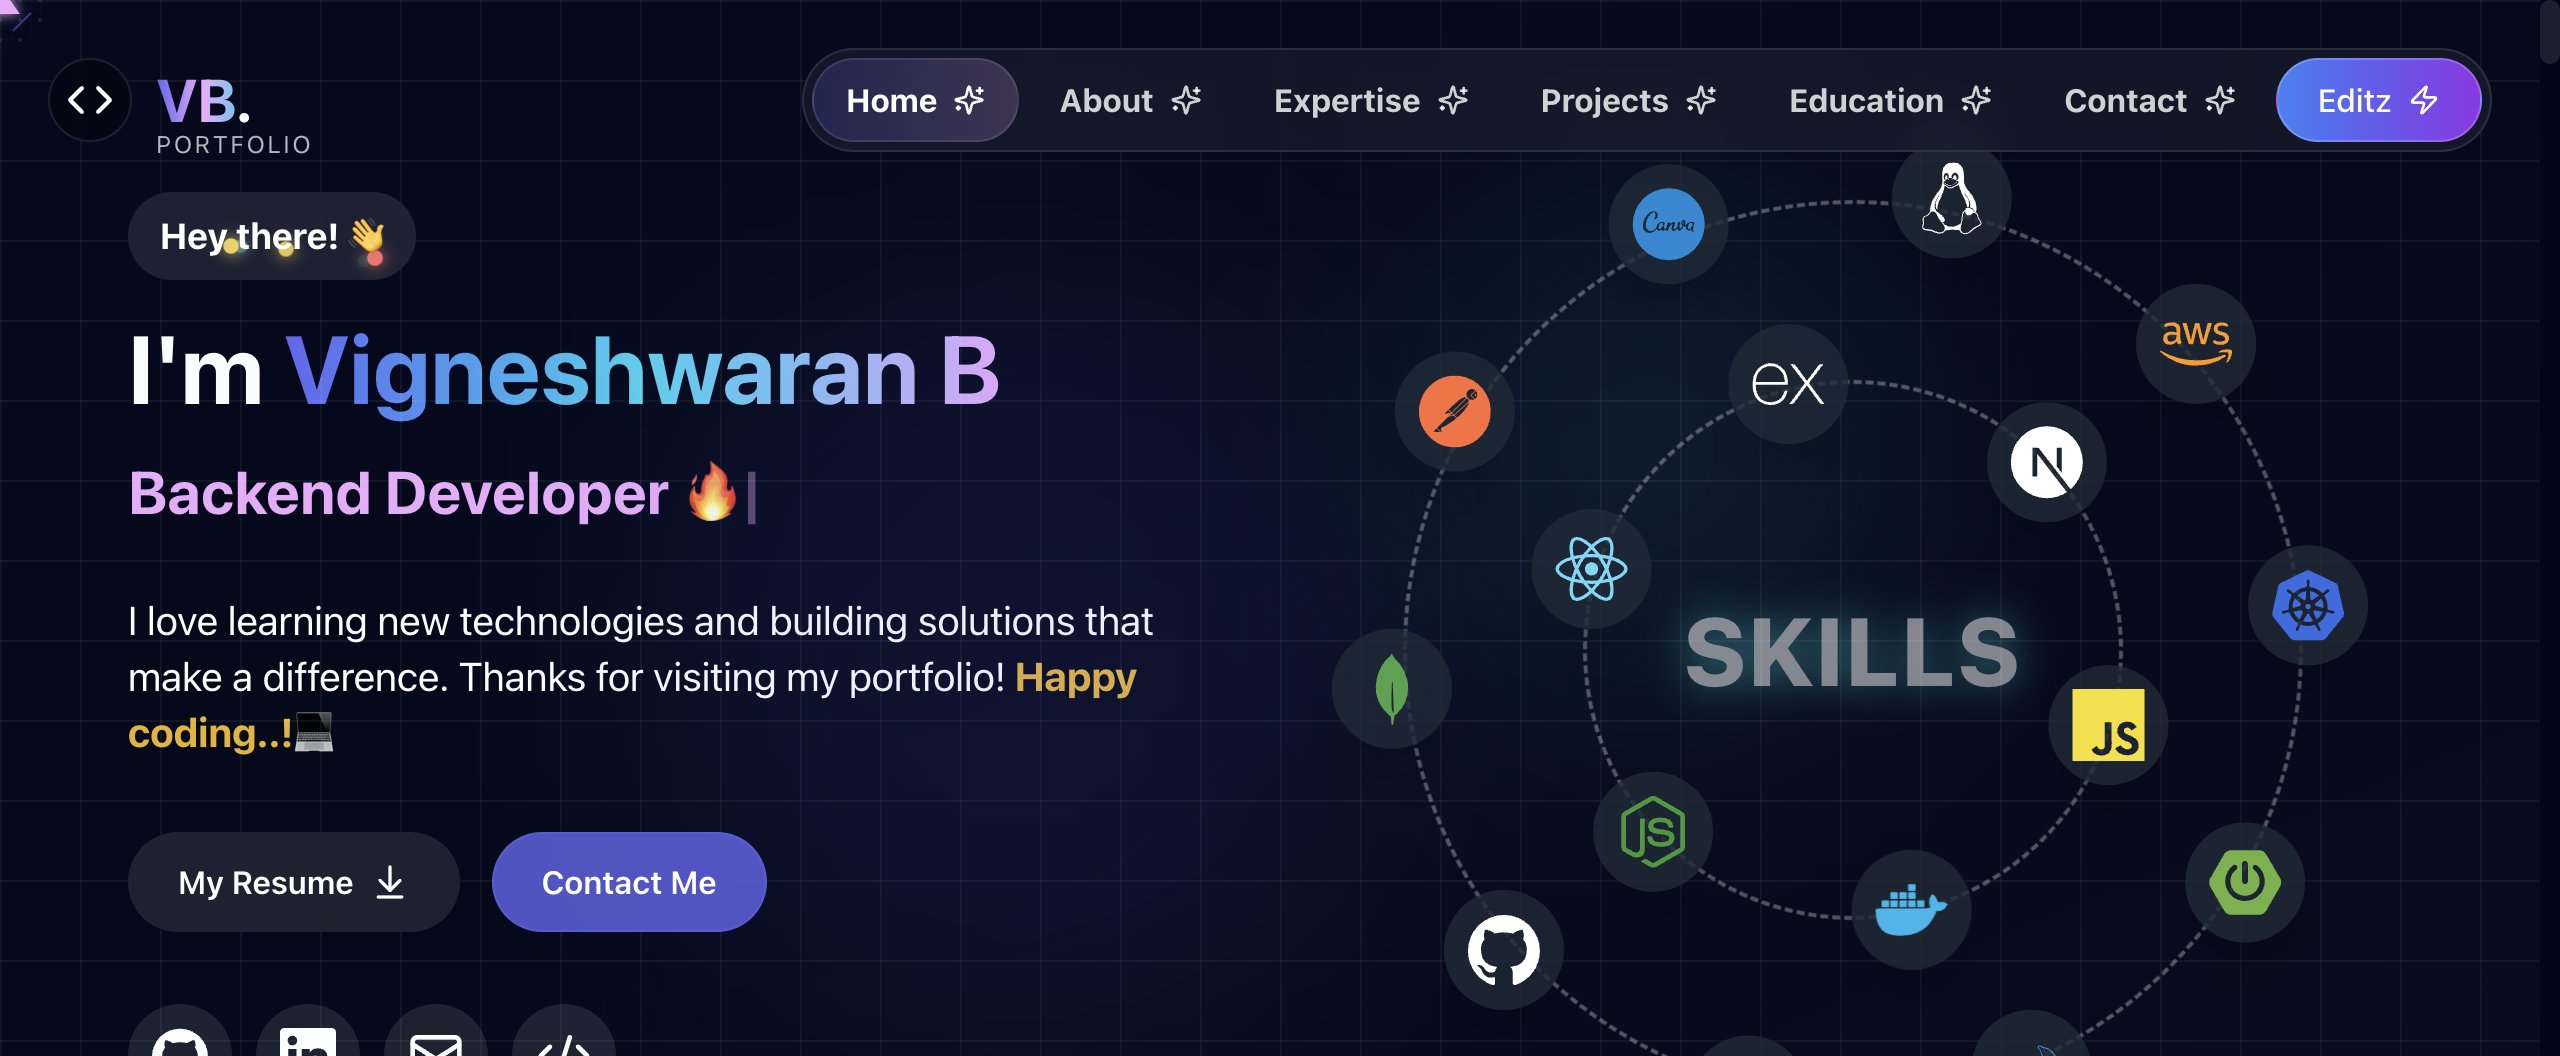 VB.
PORTFOLIO
Home
About
Expertise
Projects
Education
Contact
Editz
Hey there! 👋
I'm Vigneshwaran B
Backend Developer 🔥|
I love learning new technologies and building solutions that
make a difference. Thanks for visiting my portfolio! Happy
coding..!💻
My Resume
Contact Me
Canva
aws
ex
N
SKILLS
JS
JS
in